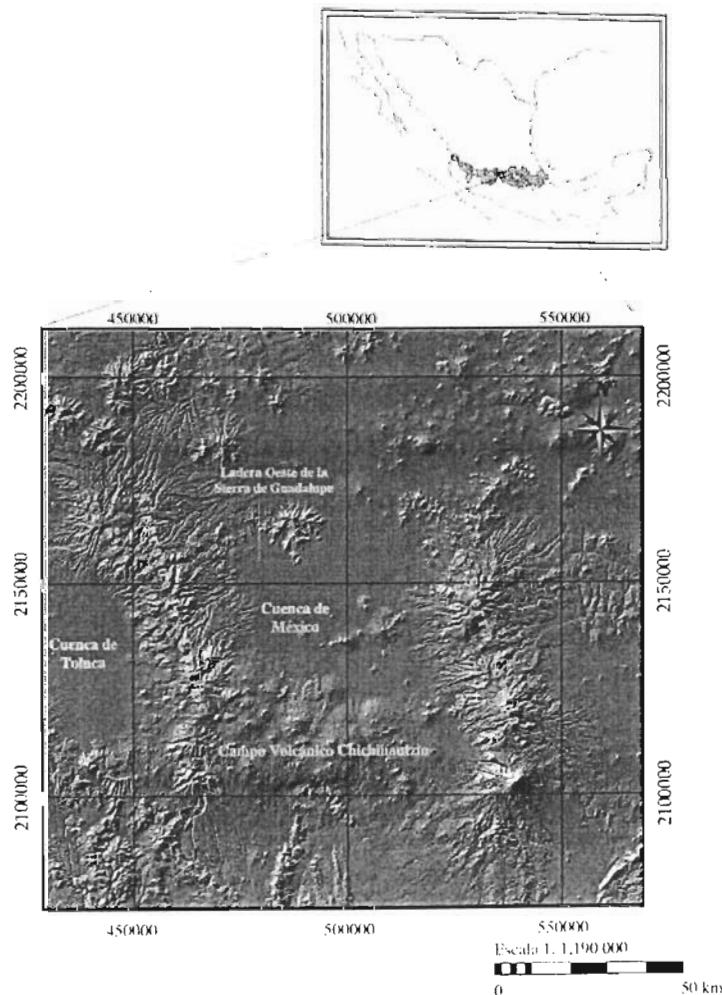 450000
500000
550000
2200000
2200000
Ladera Oeste de la
Sierra de Guadalupe
2150000
2150000
Cuenca de
México
Cuenca de
Toluca
Campo Volcánico Chichinautzin
2100000
2100000
450000
500000
550000
Escala 1: 1,190 000
0
50 km